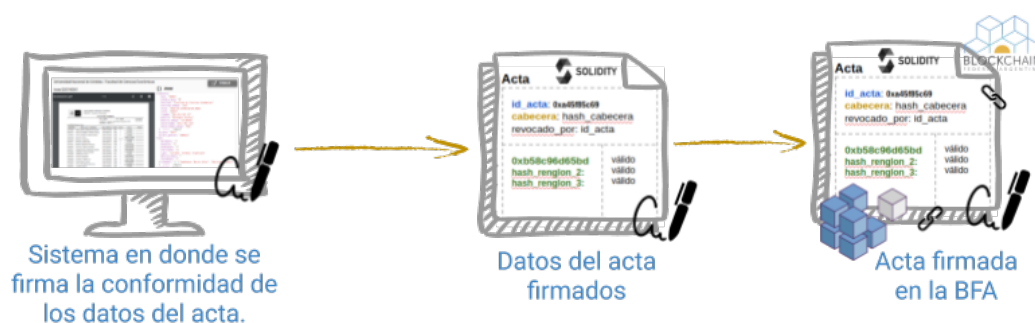 Acta
SOLIDITY
id_acta: 0xa45f85c69
cabecera: hash_cabecera
revocado_por: id_acta
0xb58c96d65bd
hash_renglon_2:
hash_renglon_3:
válido
válido
válido
Acta
SOLIDITY
BLOCKCHAIN
FEDERAL ARGENTINA
id_acta: 0xa45f85c69
cabecera: hash_cabecera
revocado_por: id_acta
0xb58c96d65bd
hash_renglon_2:
hash_renglon_3:
válido
válido
válido
Sistema en donde se
firma la conformidad de
los datos del acta.
Datos del acta
firmados
Acta firmada
en la BFA